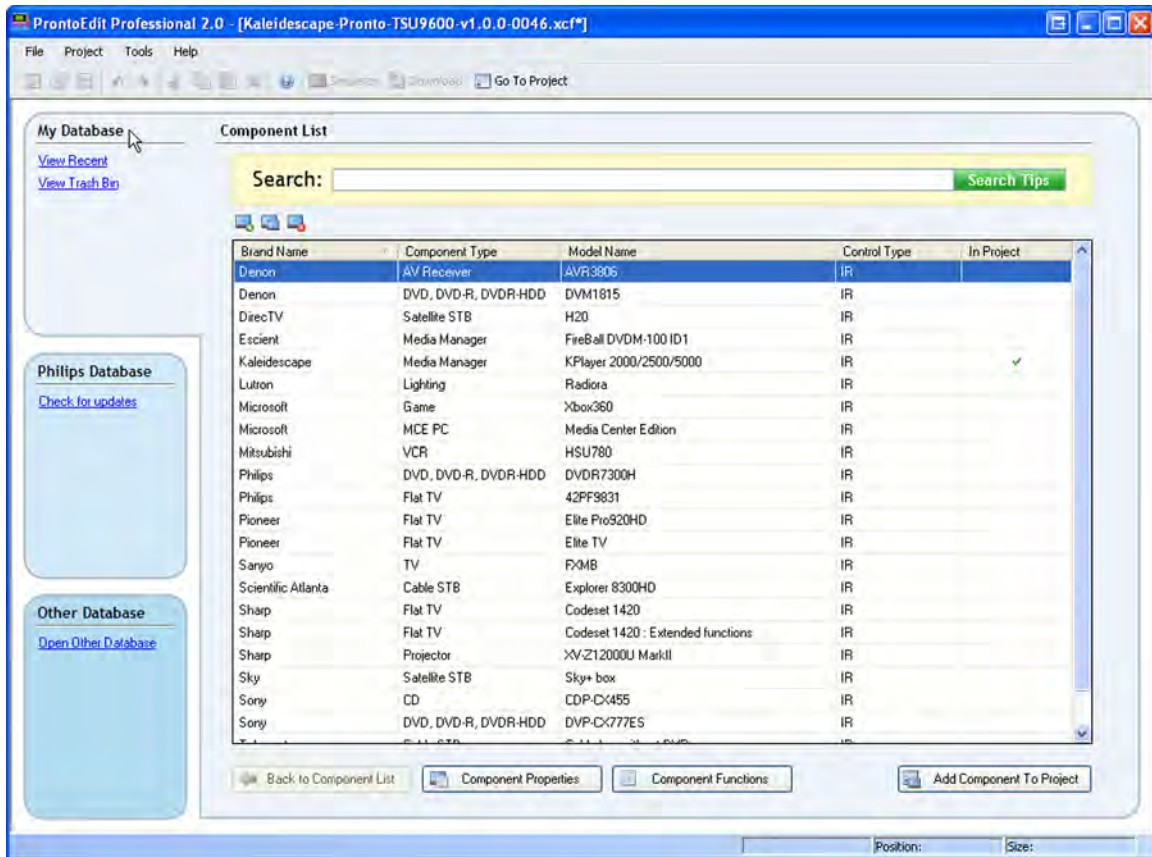 ProntoEdit Professional 2.0 - [Kaleidescape-Pronto-TSU9600-v1.0.0-0046.xcf*]
File Project Tools Help
Simulator Download Go To Project
My Database
View Recent
View Trash Bin
Philips Database
Check for updates
Other Database
Open Other Database
Component List
Search: Search Tips
Brand Name Component Type Model Name Control Type In Project
Denon AV Receiver AVR3806 IR
Denon DVD, DVD-R, DVDR-HDD DVM1815 IR
DirecTV Satellite STB H20 IR
Escient Media Manager FireBall DVDM-100 ID1 IR
Kaleidescape Media Manager KPlayer 2000/2500/5000 IR ✓
Lutron Lighting Radiora IR
Microsoft Game Xbox360 IR
Microsoft MCE PC Media Center Edition IR
Mitsubishi VCR HSU780 IR
Philips DVD, DVD-R, DVDR-HDD DVDR7300H IR
Philips Flat TV 42PF9831 IR
Pioneer Flat TV Elite Pro920HD IR
Pioneer Flat TV Elite TV IR
Sanyo TV FXMB IR
Scientific Atlanta Cable STB Explorer 8300HD IR
Sharp Flat TV Codeset 1420 IR
Sharp Flat TV Codeset 1420 : Extended functions IR
Sharp Projector XV-Z12000U MarkII IR
Sky Satellite STB Sky+ box IR
Sony CD CDP-CX455 IR
Sony DVD, DVD-R, DVDR-HDD DVP-CX777ES IR
Back to Component List Component Properties Component Functions Add Component To Project
Position: Size: